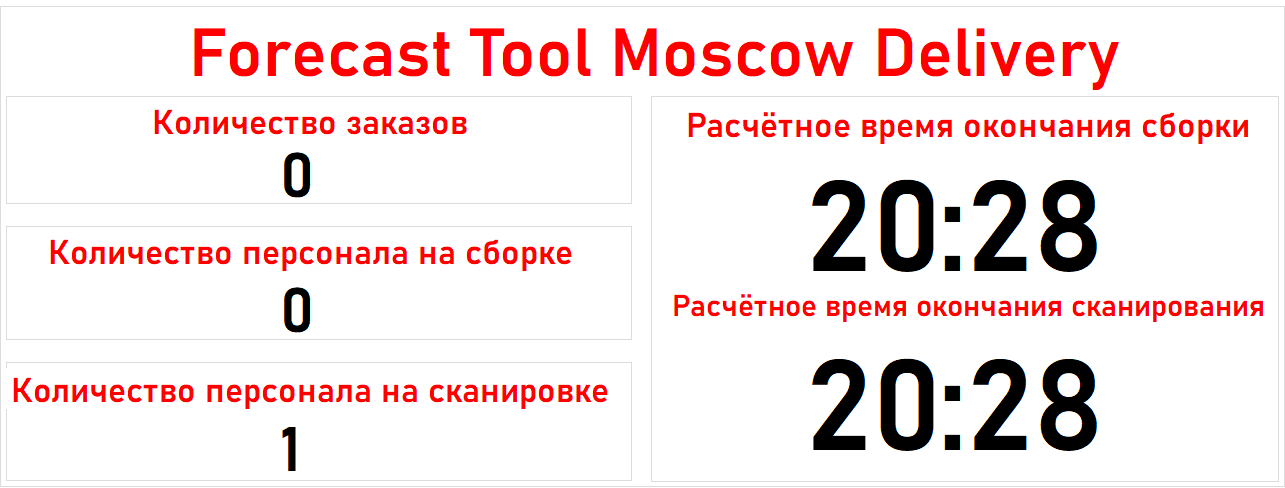 Forecast Tool Moscow Delivery
Количество заказов
0
Количество персонала на сборке
0
Количество персонала на сканировке
1
Расчётное время окончания сборки
20:28
Расчётное время окончания сканирования
20:28